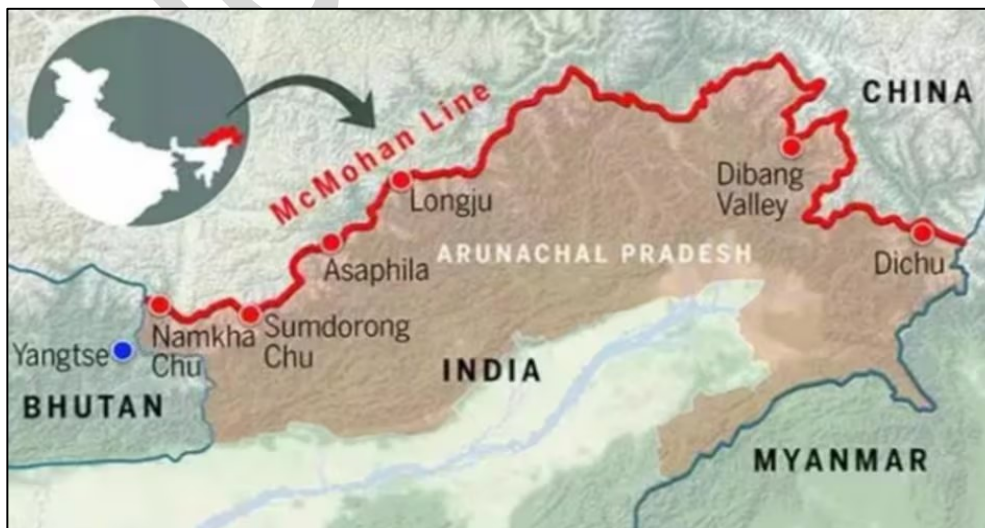 CHINA
McMohan Line
Dibang
Valley
Longju
ARUNACHAL PRADESH
Dichu
Asaphila
Namkha
Chu
Sumdorong
Chu
Yangtse
INDIA
BHUTAN
MYANMAR